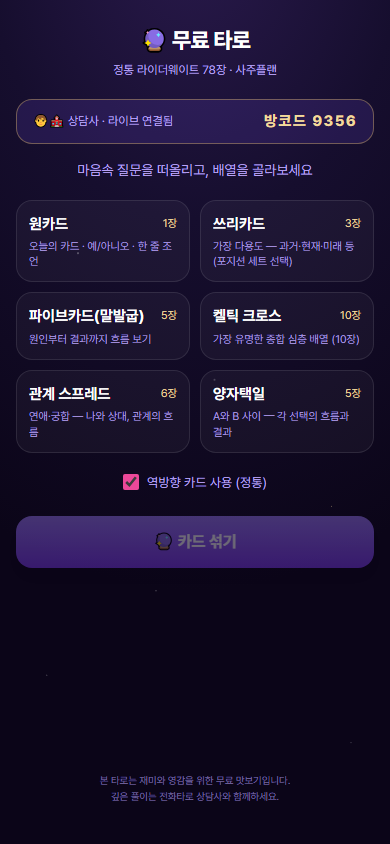 무료 타로
정통 라이더웨이트 78장 · 사주플랜
상담사 · 라이브 연결됨
방코드 9356
마음속 질문을 떠올리고, 배열을 골라보세요
원카드 1장
오늘의 카드 · 예/아니오 · 한 줄 조
언
쓰리카드 3장
가장 다용도 — 과거·현재·미래 등
(포지션 세트 선택)
파이브카드(말발굽) 5장
원인부터 결과까지 흐름 보기
켈틱 크로스 10장
가장 유명한 종합 심층 배열 (10장)
관계 스프레드 6장
연애·궁합 — 나와 상대, 관계의 흐
름
양자택일 5장
A와 B 사이 — 각 선택의 흐름과
결과
역방향 카드 사용 (정통)
카드 섞기
본 타로는 재미와 영감을 위한 무료 맛보기입니다.
깊은 풀이는 전화타로 상담사와 함께하세요.